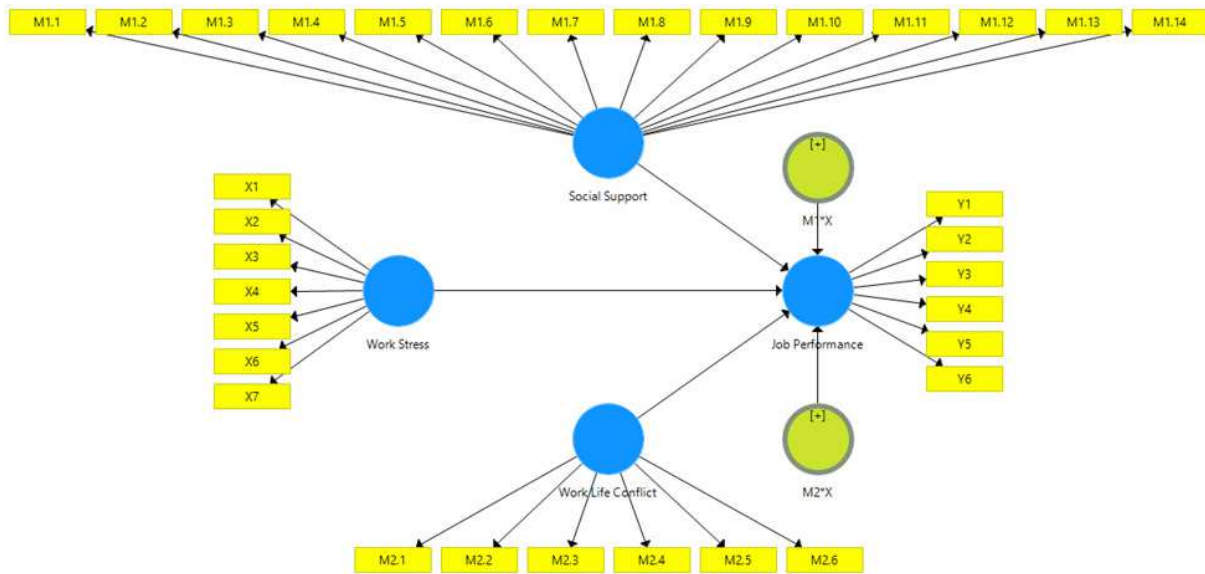 M1.1
M1.2
M1.3
M1.4
M1.5
M1.6
M1.7
M1.8
M1.9
M1.10
M1.11
M1.12
M1.13
M1.14
[+]
Social Support
M1*X
X1
X2
X3
X4
X5
X6
X7
Work Stress
Job Performance
Y1
Y2
Y3
Y4
Y5
Y6
[+]
Work Life Conflict
M2*X
M2.1
M2.2
M2.3
M2.4
M2.5
M2.6